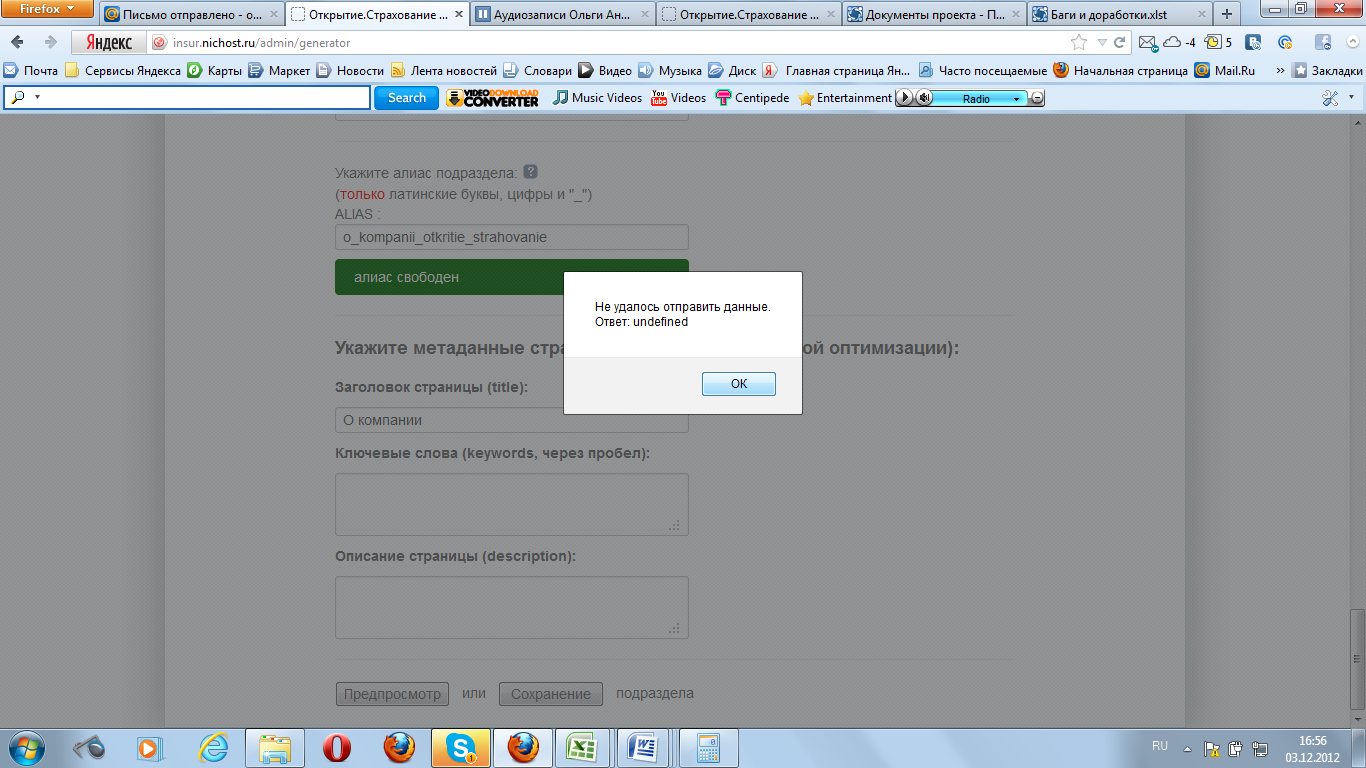 Firefox
Письмо отправлено - o...
Открытие.Страхование ...
Аудиозаписи Ольги Ан...
Открытие.Страхование ...
Документы проекта - П...
Баги и доработки.xlst
Яндекс
insur.nichost.ru/admin/generator
-4
5
Почта
Сервисы Яндекса
Карты
Маркет
Новости
Лента новостей
Словари
Видео
Музыка
Диск
Главная страница Ян...
Часто посещаемые
Начальная страница
Mail.Ru
»
Закладки
Search
VIDEO DOWNLOAD
CONVERTER
Music Videos
You Tube
Videos
Centipede
Entertainment
Radio
Укажите алиас подраздела: ?
(только латинские буквы, цифры и "_")
ALIAS :
o_kompanii_otkritie_strahovanie
алиас свободен
Не удалось отправить данные.
Ответ: undefined
OK
Укажите метаданные стра
ой оптимизации):
Заголовок страницы (title):
О компании
Ключевые слова (keywords, через пробел):
Описание страницы (description):
Предпросмотр или Сохранение подраздела
1
RU
16:56
03.12.2012